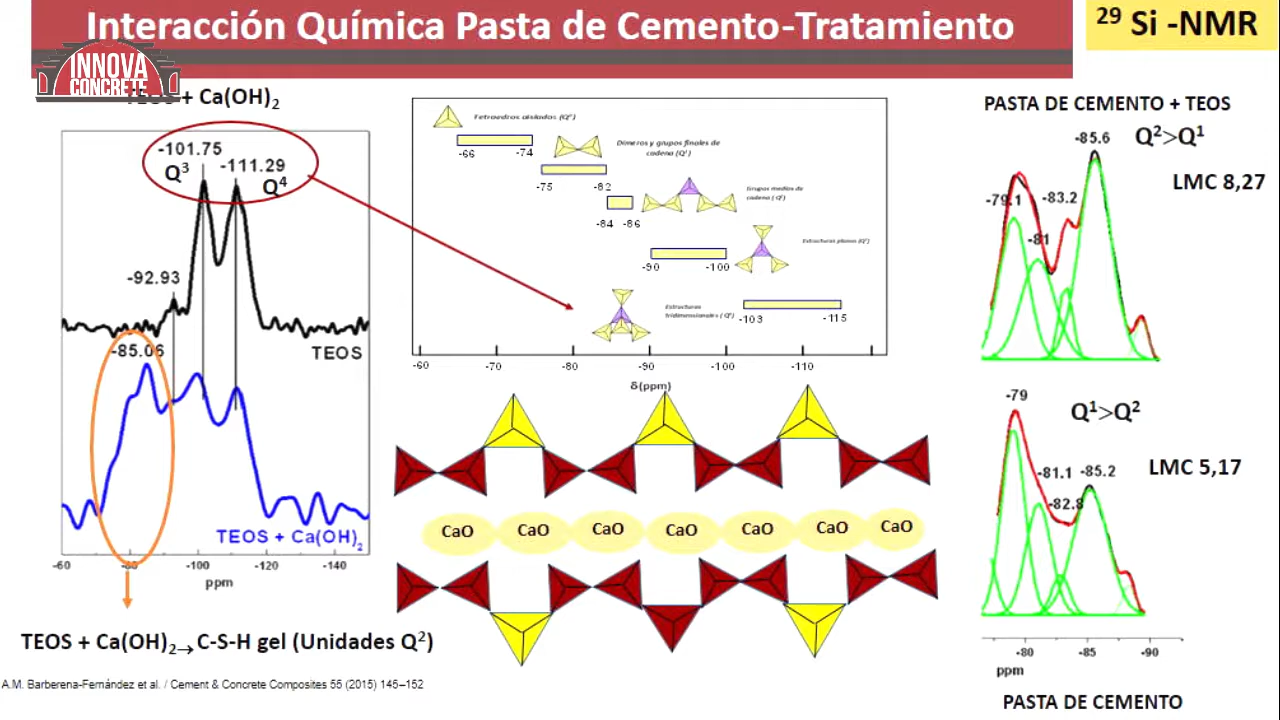 Interacción Química Pasta de Cemento-Tratamiento
²⁹ Si -NMR
INNOVA
CONCRETE
TEOS + Ca(OH)₂
-101.75
Q³
-111.29
Q⁴
-92.93
TEOS
-85.06
TEOS + Ca(OH)₂
-60 -80 -100 -120 -140
ppm
TEOS + Ca(OH)₂→ C-S-H gel (Unidades Q²)
A.M. Barberena-Fernández et al. / Cement & Concrete Composites 55 (2015) 145–152
Tetraedros aislados (Q⁰)
-66 -74
Dímeros y grupos finales de
cadena (Q¹)
-75 -82
Grupos medios de
cadena (Q²)
-84 -86
Estructuras planas (Q³)
-90 -100
Estructuras
tridimensionales (Q⁴)
-103 -115
-60 -70 -80 -90 -100 -110
δ(ppm)
CaO CaO CaO CaO CaO CaO CaO
PASTA DE CEMENTO + TEOS
-85.6
Q²>Q¹
LMC 8,27
-79.1
-83.2
-81
-79
Q¹>Q²
LMC 5,17
-81.1
-85.2
-82.8
-80 -85 -90
ppm
PASTA DE CEMENTO